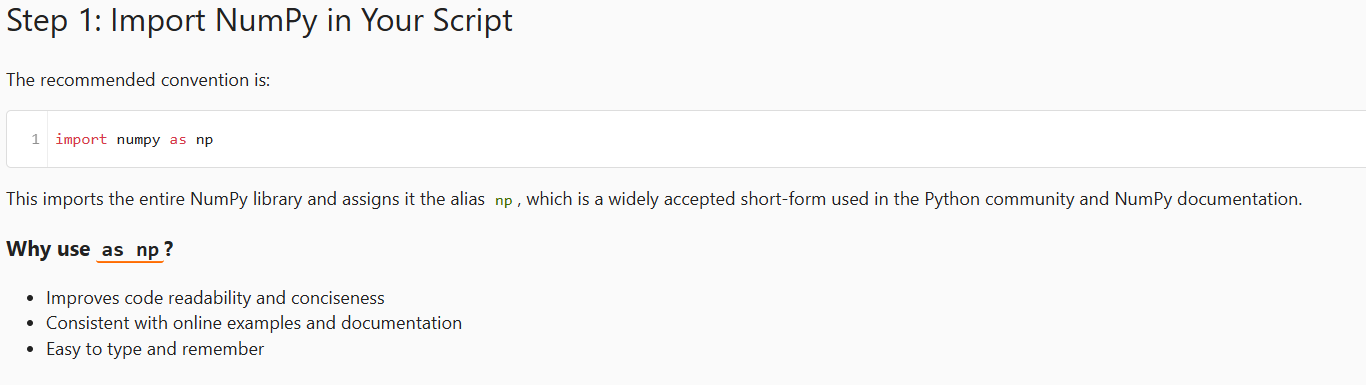 Step 1: Import NumPy in Your Script
The recommended convention is:
1 import numpy as np
This imports the entire NumPy library and assigns it the alias np, which is a widely accepted short-form used in the Python community and NumPy documentation.
Why use as np?
• Improves code readability and conciseness
• Consistent with online examples and documentation
• Easy to type and remember